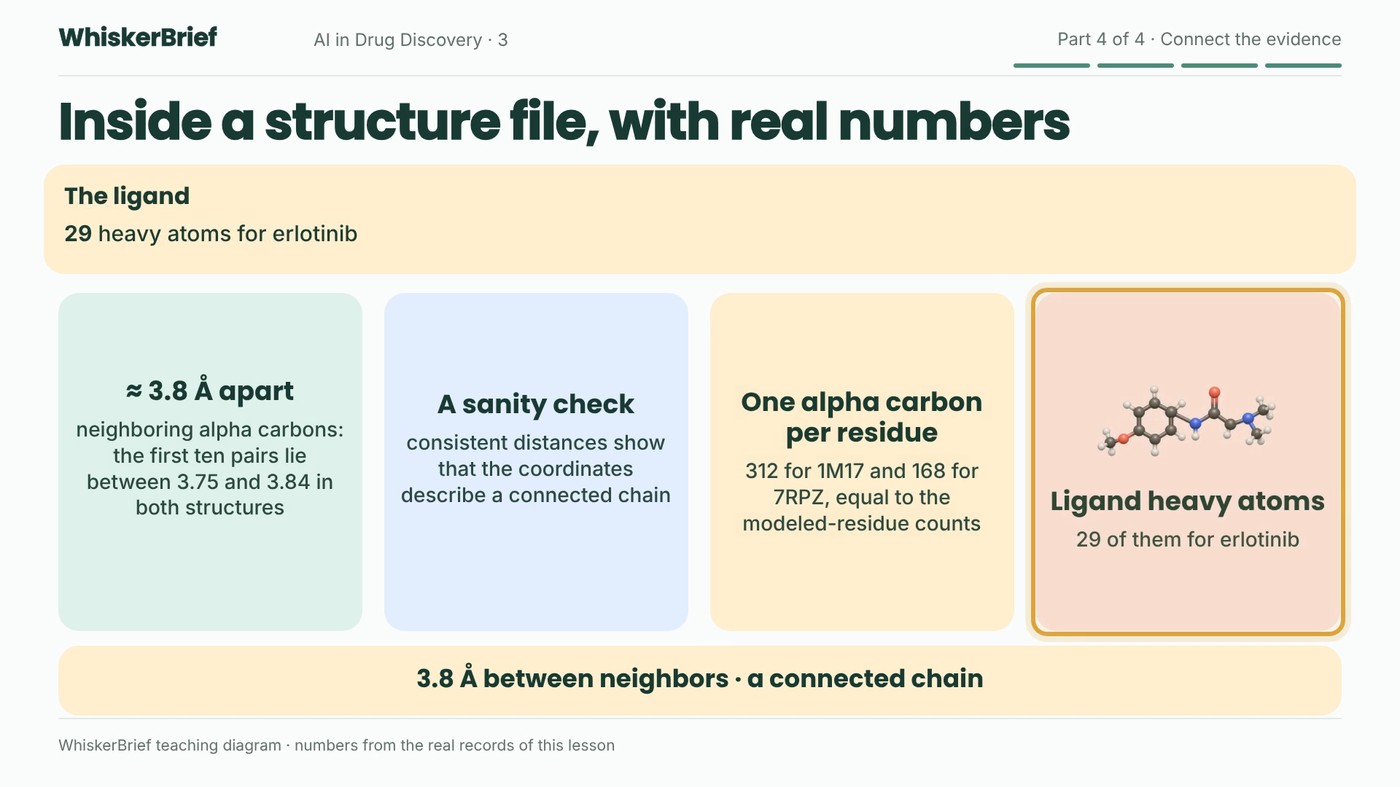 WhiskerBrief
AI in Drug Discovery · 3
Part 4 of 4 · Connect the evidence
Inside a structure file, with real numbers
The ligand
29 heavy atoms for erlotinib
≈ 3.8 Å apart
neighboring alpha carbons:
the first ten pairs lie
between 3.75 and 3.84 in
both structures
A sanity check
consistent distances show
that the coordinates
describe a connected chain
One alpha carbon
per residue
312 for 1M17 and 168 for
7RPZ, equal to the
modeled-residue counts
Ligand heavy atoms
29 of them for erlotinib
3.8 Å between neighbors · a connected chain
WhiskerBrief teaching diagram · numbers from the real records of this lesson